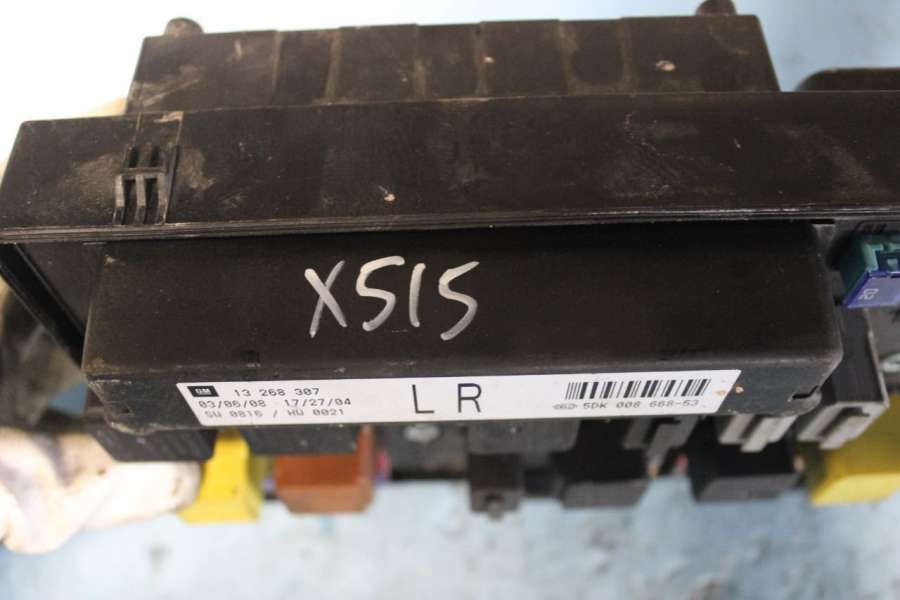 X515
GM 13 268 307
03/06/08 17/27/04
SW 0816 / HW 0021
LR
5DK 008 668-53